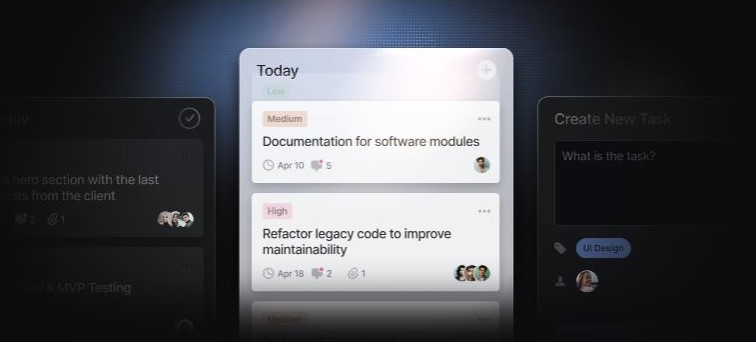 Today
Low
Medium
Documentation for software modules
Apr 10 5
High
Refactor legacy code to improve
maintainability
Apr 18 2 1
Medium
hero section with the last
from the client
2 1
& MVP Testing
Create New Task
What is the task?
UI Design